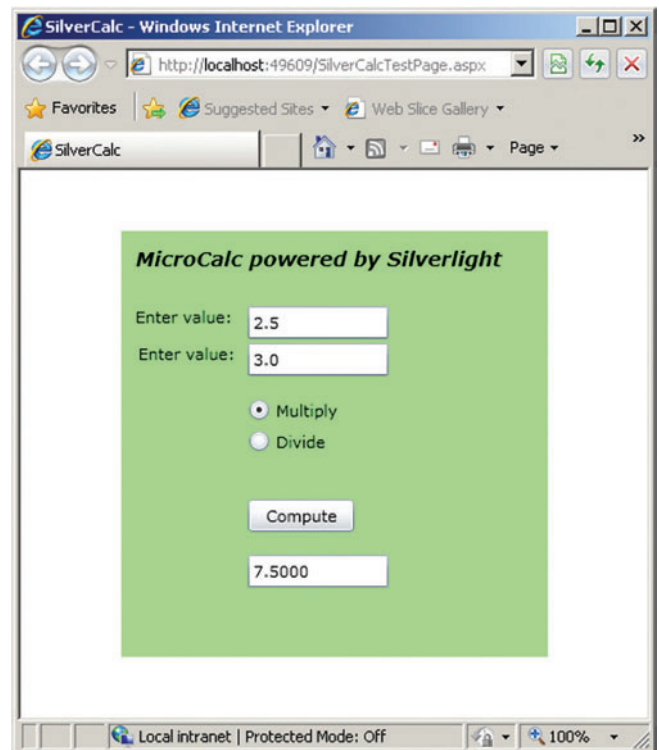 SilverCalc - Windows Internet Explorer
http://localhost:49609/SilverCalcTestPage.aspx
Favorites Suggested Sites Web Slice Gallery
SilverCalc Page »
MicroCalc powered by Silverlight
Enter value: 2.5
Enter value: 3.0
Multiply
Divide
Compute
7.5000
Local intranet | Protected Mode: Off 100%